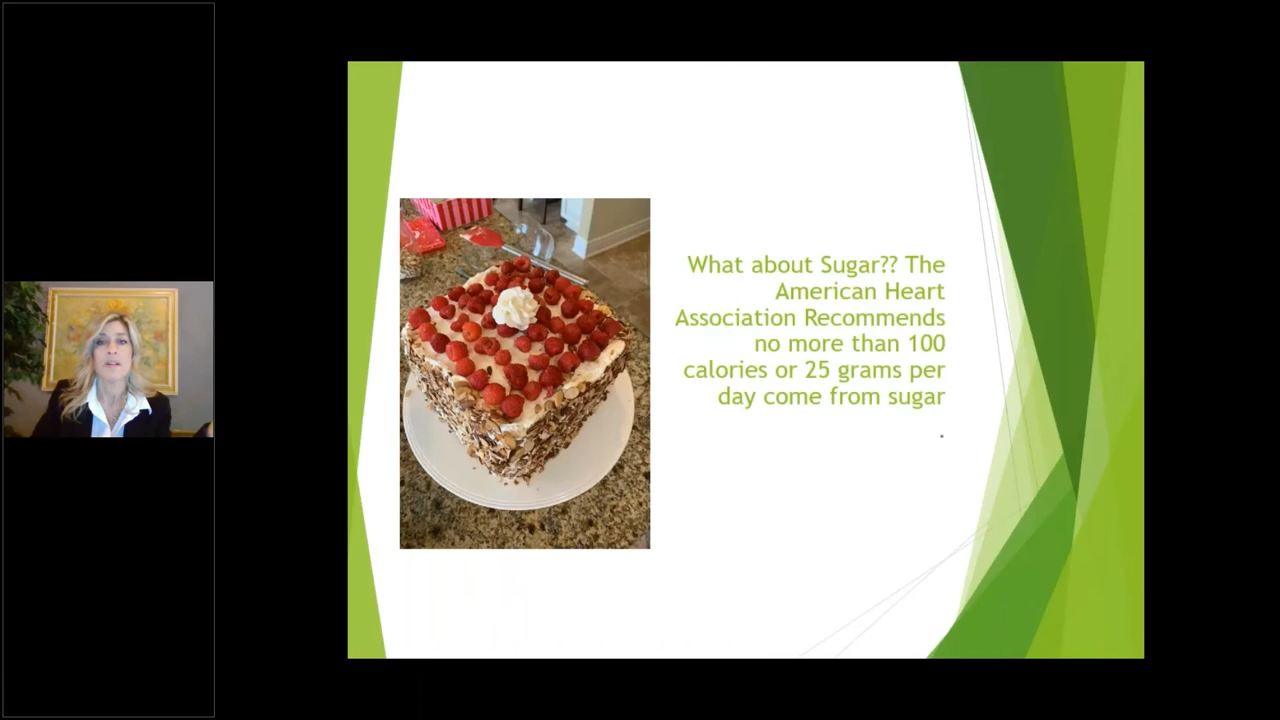 What about Sugar?? The
American Heart
Association Recommends
no more than 100
calories or 25 grams per
day come from sugar
.